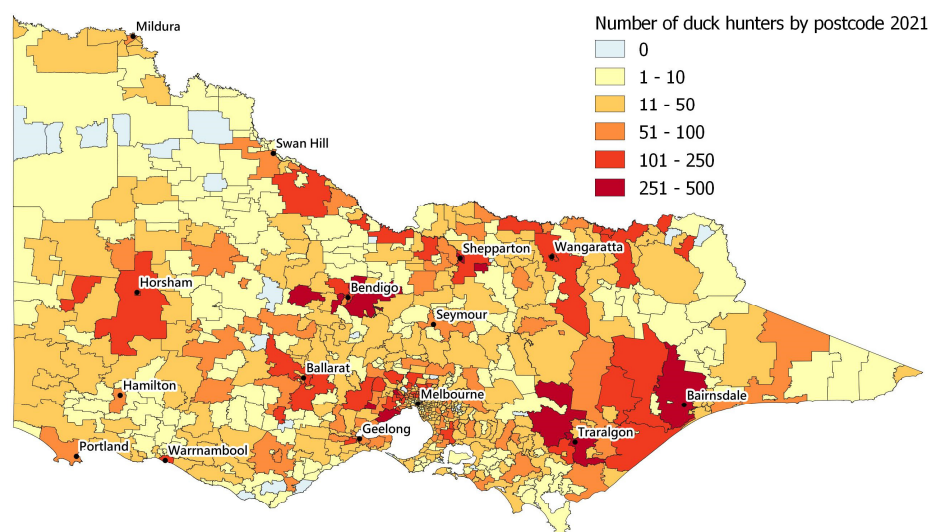 Number of duck hunters by postcode 2021
0
1 - 10
11 - 50
51 - 100
101 - 250
251 - 500
Mildura
Swan Hill
Shepparton
Wangaratta
Horsham
Bendigo
Seymour
Ballarat
Hamilton
Melbourne
Bairnsdale
Geelong
Traralgon
Portland
Warrnambool